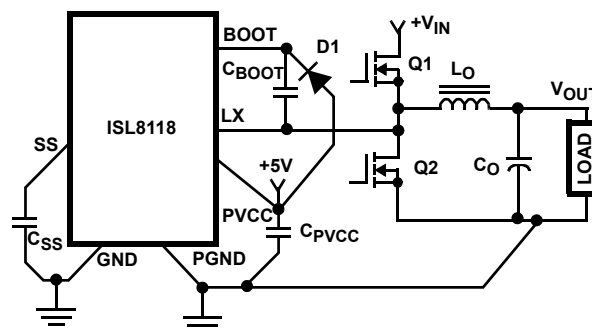 +VIN
BOOT
D1
CBOOT
Q1
LO
VOUT
ISL8118
LX
SS
+5V
Q2
CO
LOAD
PVCC
CPVCC
CSS
GND
PGND